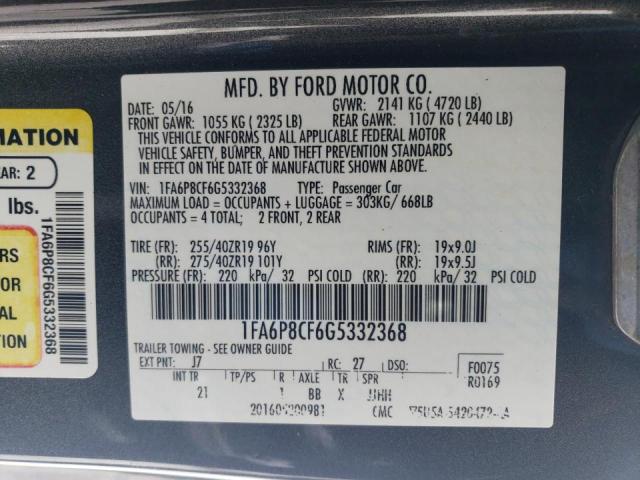 MFD. BY FORD MOTOR CO.
DATE: 05/16 GVWR: 2141 KG ( 4720 LB)
FRONT GAWR: 1055 KG ( 2325 LB) REAR GAWR: 1107 KG ( 2440 LB)
THIS VEHICLE CONFORMS TO ALL APPLICABLE FEDERAL MOTOR
VEHICLE SAFETY, BUMPER, AND THEFT PREVENTION STANDARDS
IN EFFECT ON THE DATE OF MANUFACTURE SHOWN ABOVE.
VIN: 1FA6P8CF6G5332368 TYPE: Passenger Car
MAXIMUM LOAD = OCCUPANTS + LUGGAGE = 303KG/ 668LB
OCCUPANTS = 4 TOTAL; 2 FRONT, 2 REAR
TIRE (FR): 255/40ZR19 96Y RIMS (FR): 19x9.0J
(RR): 275/40ZR19 101Y (RR): 19x9.5J
PRESSURE (FR): 220 kPa/ 32 PSI COLD (RR): 220 kPa/ 32 PSI COLD
1FA6P8CF6G5332368
TRAILER TOWING - SEE OWNER GUIDE
EXT PNT: J7 RC: 27 DSO: F0075
R0169
INT TR TP/PS R AXLE TR SPR
21 BB X
CMC
MATION
EAR: 2
lbs.
1FA6P8CF6G5332368
RS
OR
AL
S